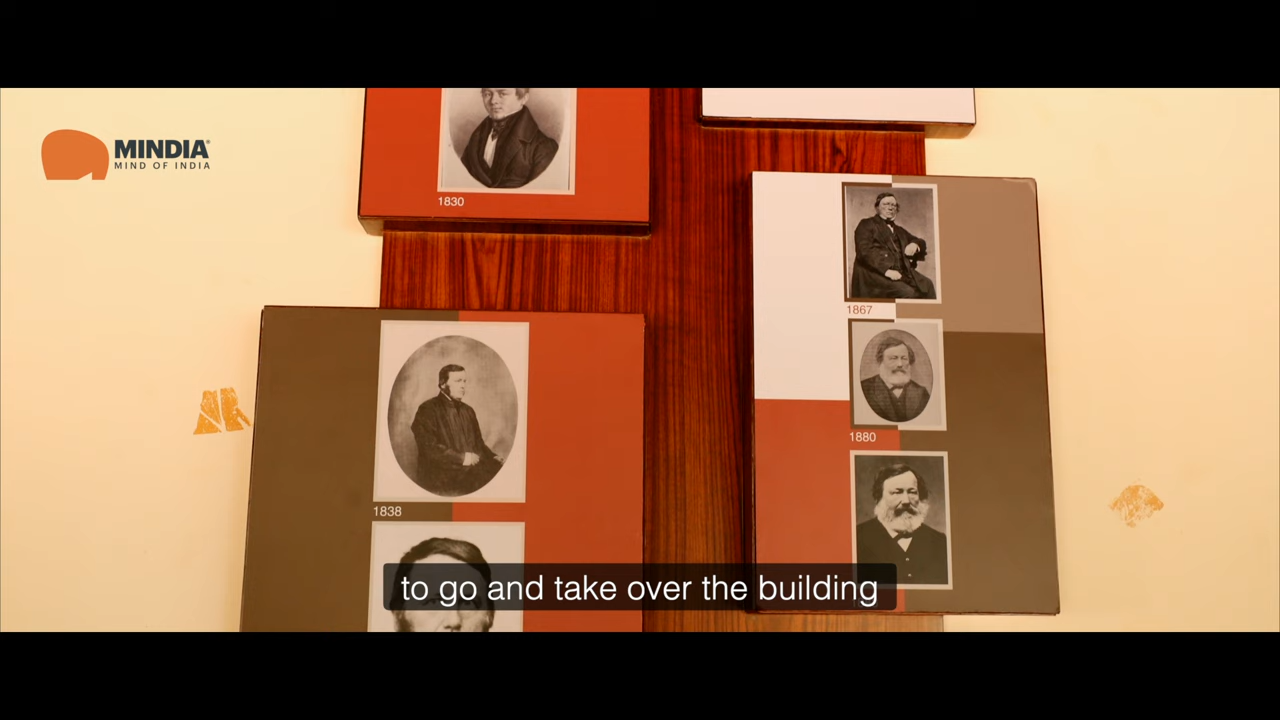 MINDIA®
MIND OF INDIA
1830
1867
1880
1838
to go and take over the building